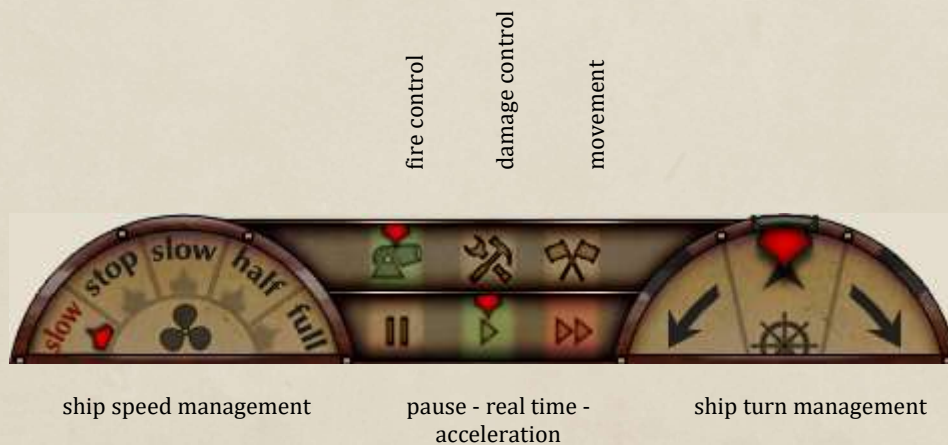 fire control
damage control
movement
slow
stop
slow
half
full
ship speed management
pause - real time -
acceleration
ship turn management